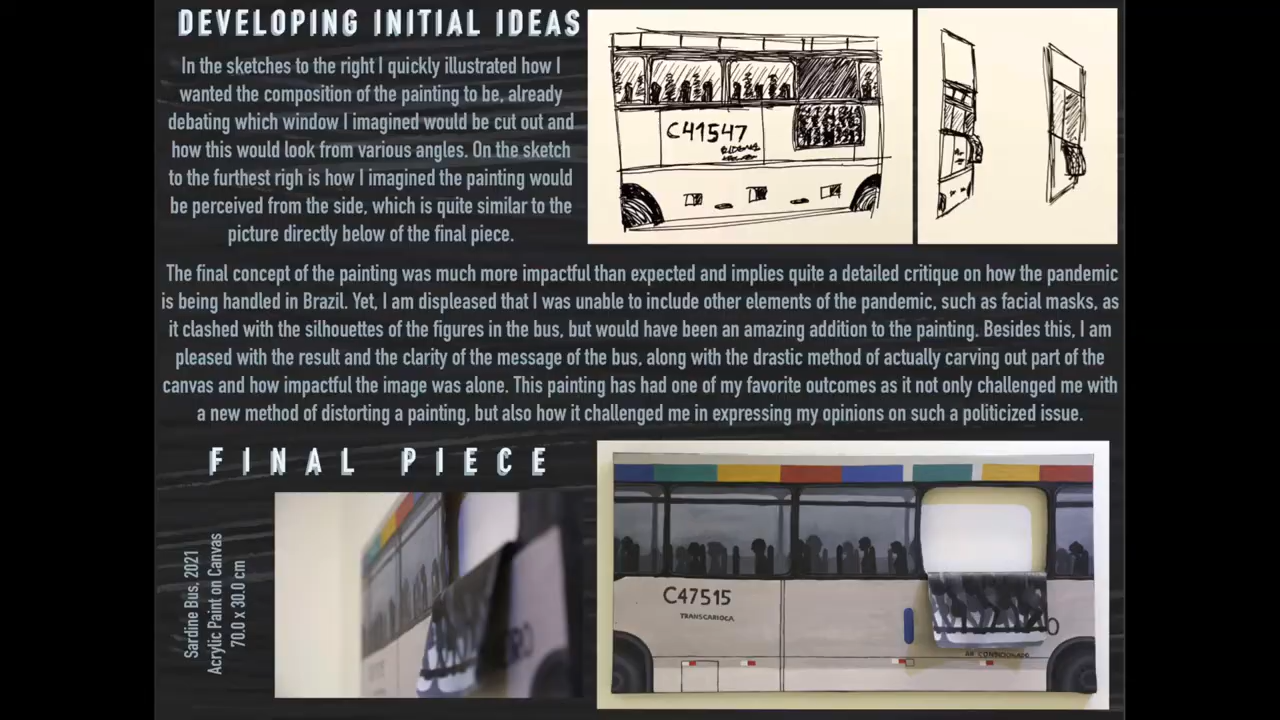 DEVELOPING INITIAL IDEAS
In the sketches to the right I quickly illustrated how I
wanted the composition of the painting to be, already
debating which window I imagined would be cut out and
how this would look from various angles. On the sketch
to the furthest righ is how I imagined the painting would
be perceived from the side, which is quite similar to the
picture directly below of the final piece.
C41547
The final concept of the painting was much more impactful than expected and implies quite a detailed critique on how the pandemic
is being handled in Brazil. Yet, I am displeased that I was unable to include other elements of the pandemic, such as facial masks, as
it clashed with the silhouettes of the figures in the bus, but would have been an amazing addition to the painting. Besides this, I am
pleased with the result and the clarity of the message of the bus, along with the drastic method of actually carving out part of the
canvas and how impactful the image was alone. This painting has had one of my favorite outcomes as it not only challenged me with
a new method of distorting a painting, but also how it challenged me in expressing my opinions on such a politicized issue.
FINAL PIECE
Sardine Bus, 2021
Acrylic Paint on Canvas
70.0 x 30.0 cm
C47515
TRANSCARIOCA
AR CONDICIONADO